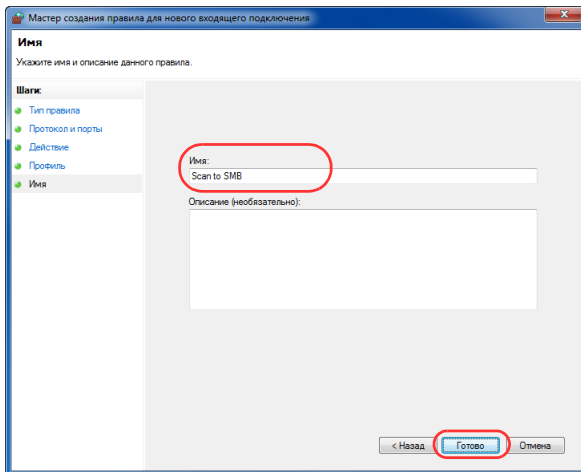 Мастер создания правила для нового входящего подключения
Имя
Укажите имя и описание данного правила.
Шаги:
Тип правила
Протокол и порты
Действие
Профиль
Имя
Имя:
Scan to SMB
Описание (необязательно):
< Назад
Готово
Отмена